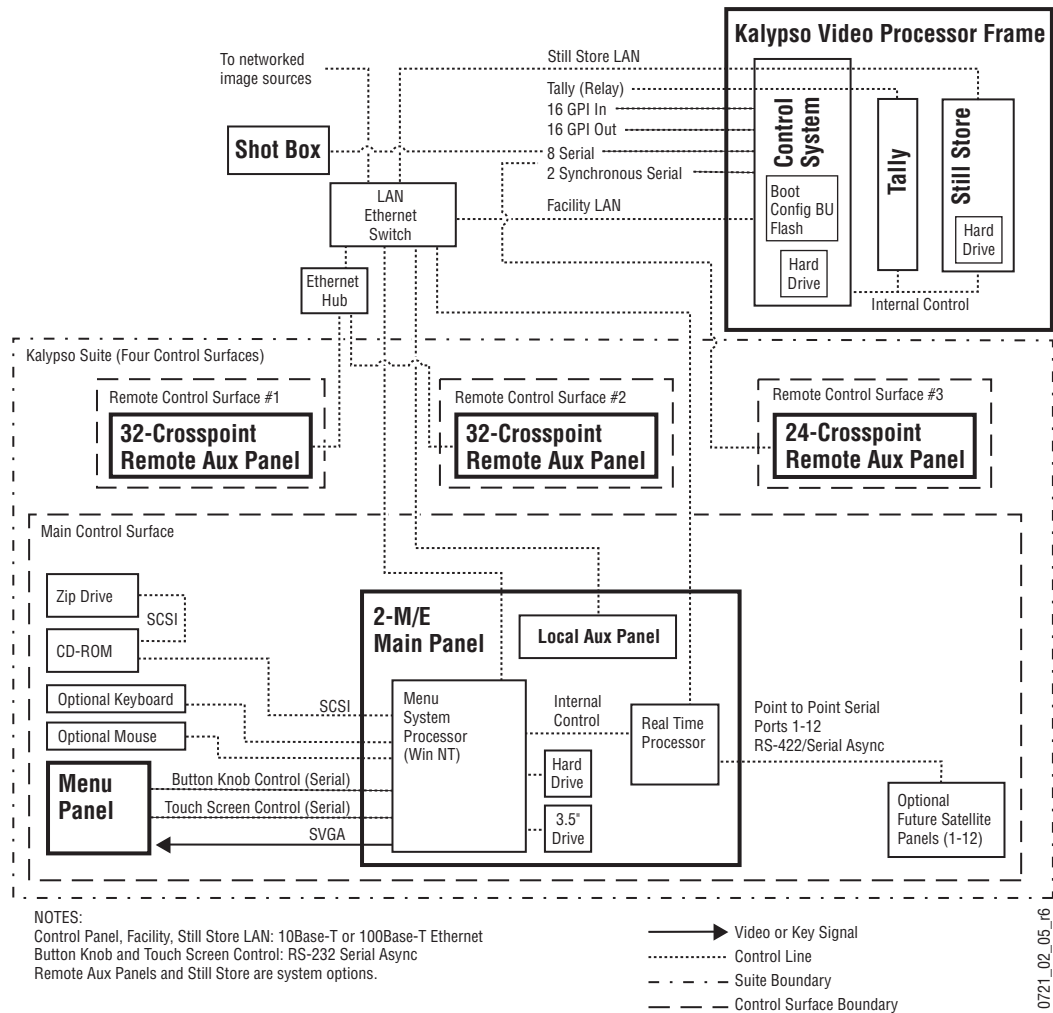 Kalypso Video Processor Frame
To networked
image sources
Still Store LAN
Tally (Relay)
16 GPI In
16 GPI Out
8 Serial
2 Synchronous Serial
Facility LAN
Shot Box
LAN
Ethernet
Switch
Ethernet
Hub
Control
System
Boot
Config BU
Flash
Hard
Drive
Tally
Still Store
Hard
Drive
Internal Control
Kalypso Suite (Four Control Surfaces)
Remote Control Surface #1
32-Crosspoint
Remote Aux Panel
Remote Control Surface #2
32-Crosspoint
Remote Aux Panel
Remote Control Surface #3
24-Crosspoint
Remote Aux Panel
Main Control Surface
Zip Drive
SCSI
CD-ROM
Optional Keyboard
Optional Mouse
SCSI
Menu
Panel
Button Knob Control (Serial)
Touch Screen Control (Serial)
SVGA
2-M/E
Main Panel
Local Aux Panel
Menu
System
Processor
(Win NT)
Internal
Control
Hard
Drive
3.5"
Drive
Real Time
Processor
Point to Point Serial
Ports 1-12
RS-422/Serial Async
Optional
Future Satellite
Panels (1-12)
NOTES:
Control Panel, Facility, Still Store LAN: 10Base-T or 100Base-T Ethernet
Button Knob and Touch Screen Control: RS-232 Serial Async
Remote Aux Panels and Still Store are system options.
Video or Key Signal
Control Line
Suite Boundary
Control Surface Boundary
0721_02_05_r6